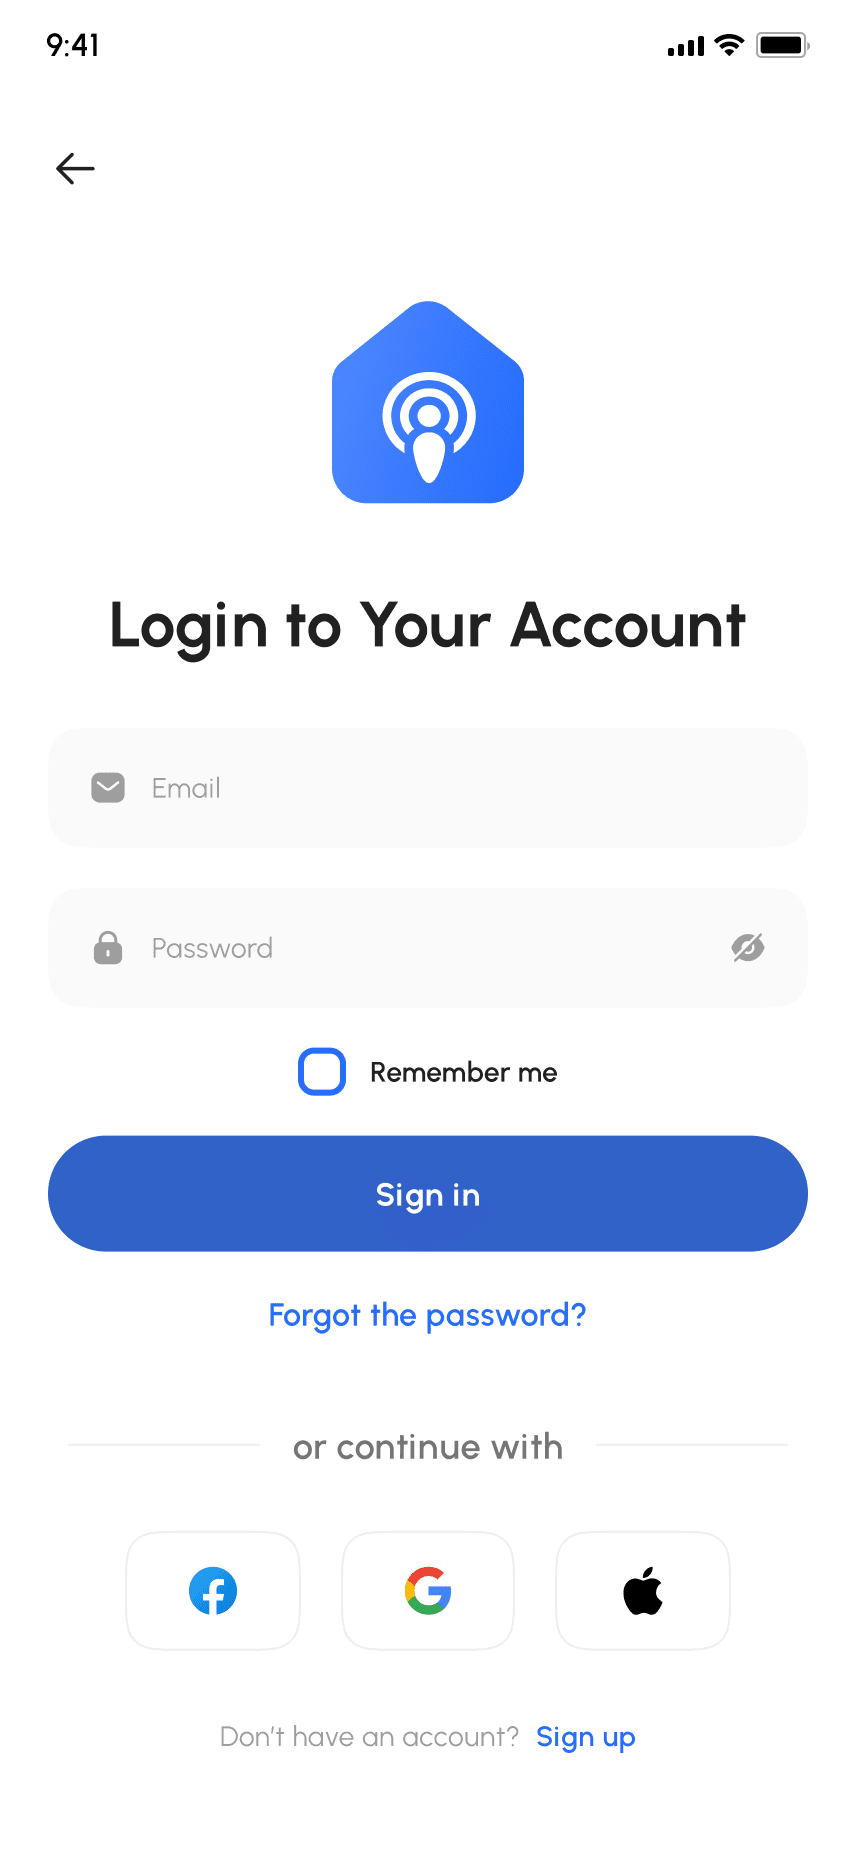 9:41
Login to Your Account
Email
Password
Remember me
Sign in
Forgot the password?
or continue with
Don't have an account? Sign up